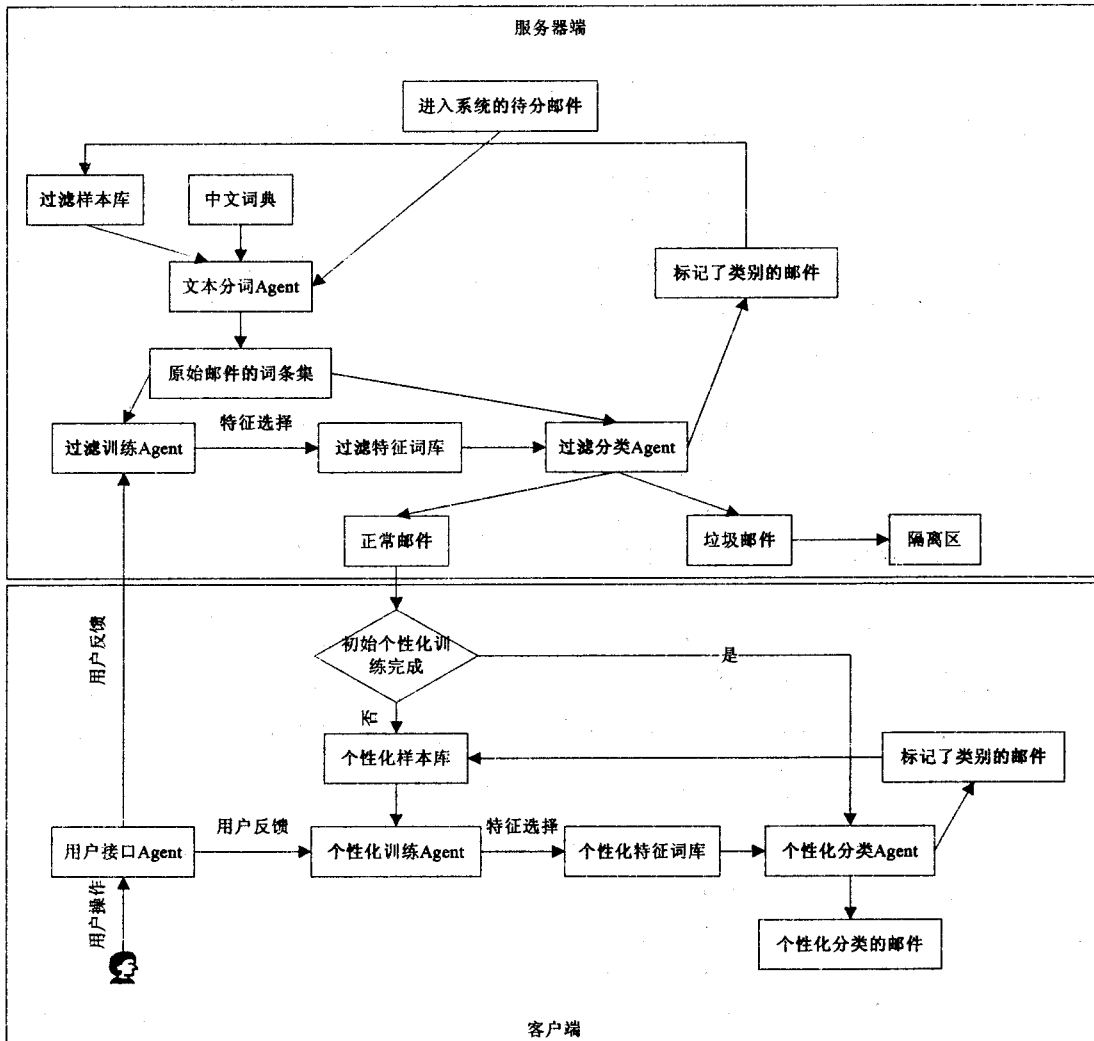 服务器端
进入系统的待分邮件
过滤样本库
中文词典
文本分词Agent
标记了类别的邮件
原始邮件的词条集
过滤训练Agent
特征选择
过滤特征词库
过滤分类Agent
正常邮件
垃圾邮件
隔离区
用户反馈
初始个性化训
练完成
是
否
个性化样本库
标记了类别的邮件
用户接口Agent
用户反馈
个性化训练Agent
特征选择
个性化特征词库
个性化分类Agent
用户操作
个性化分类的邮件
客户端